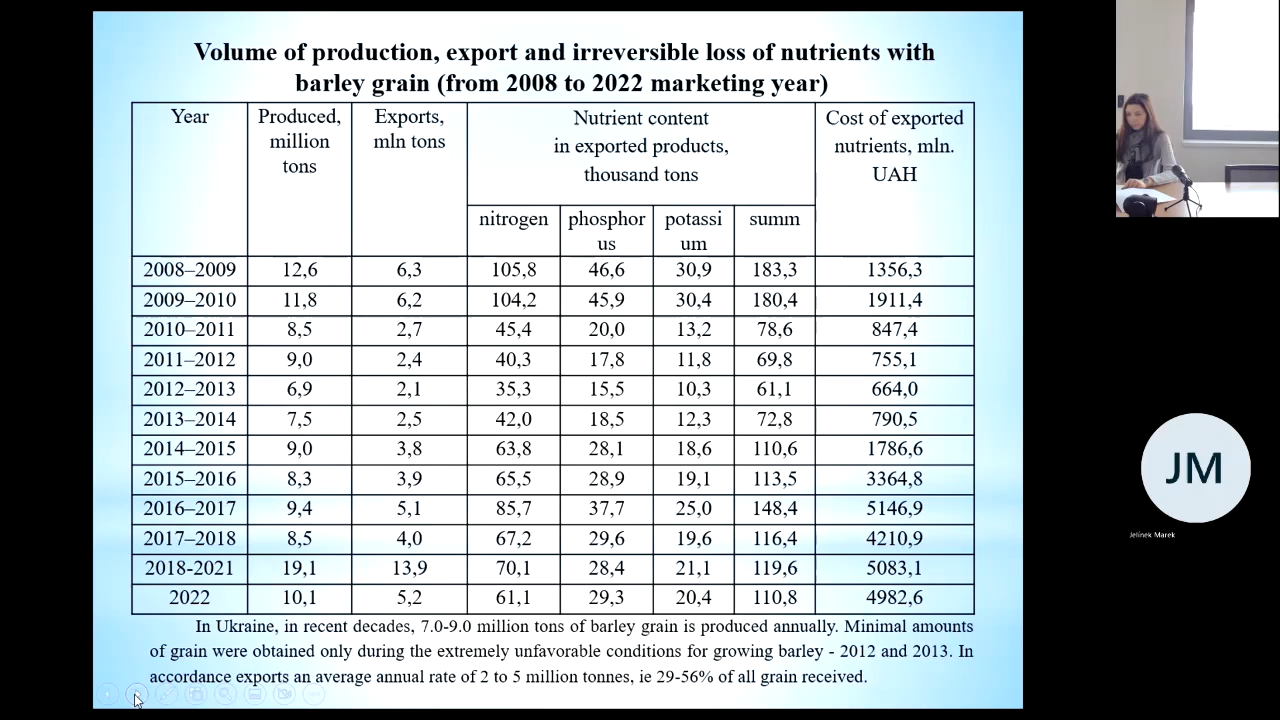 Volume of production, export and irreversible loss of nutrients with
barley grain (from 2008 to 2022 marketing year)
Year Produced, million tons Exports, mln tons Nutrient content in exported products, thousand tons Cost of exported nutrients, mln. UAH
nitrogen phosphor us potassi um summ
2008–2009 12,6 6,3 105,8 46,6 30,9 183,3 1356,3
2009–2010 11,8 6,2 104,2 45,9 30,4 180,4 1911,4
2010–2011 8,5 2,7 45,4 20,0 13,2 78,6 847,4
2011–2012 9,0 2,4 40,3 17,8 11,8 69,8 755,1
2012–2013 6,9 2,1 35,3 15,5 10,3 61,1 664,0
2013–2014 7,5 2,5 42,0 18,5 12,3 72,8 790,5
2014–2015 9,0 3,8 63,8 28,1 18,6 110,6 1786,6
2015–2016 8,3 3,9 65,5 28,9 19,1 113,5 3364,8
2016–2017 9,4 5,1 85,7 37,7 25,0 148,4 5146,9
2017–2018 8,5 4,0 67,2 29,6 19,6 116,4 4210,9
2018-2021 19,1 13,9 70,1 28,4 21,1 119,6 5083,1
2022 10,1 5,2 61,1 29,3 20,4 110,8 4982,6
In Ukraine, in recent decades, 7.0-9.0 million tons of barley grain is produced annually. Minimal amounts
of grain were obtained only during the extremely unfavorable conditions for growing barley - 2012 and 2013. In
accordance exports an average annual rate of 2 to 5 million tonnes, ie 29-56% of all grain received.
JM
Jelínek Marek